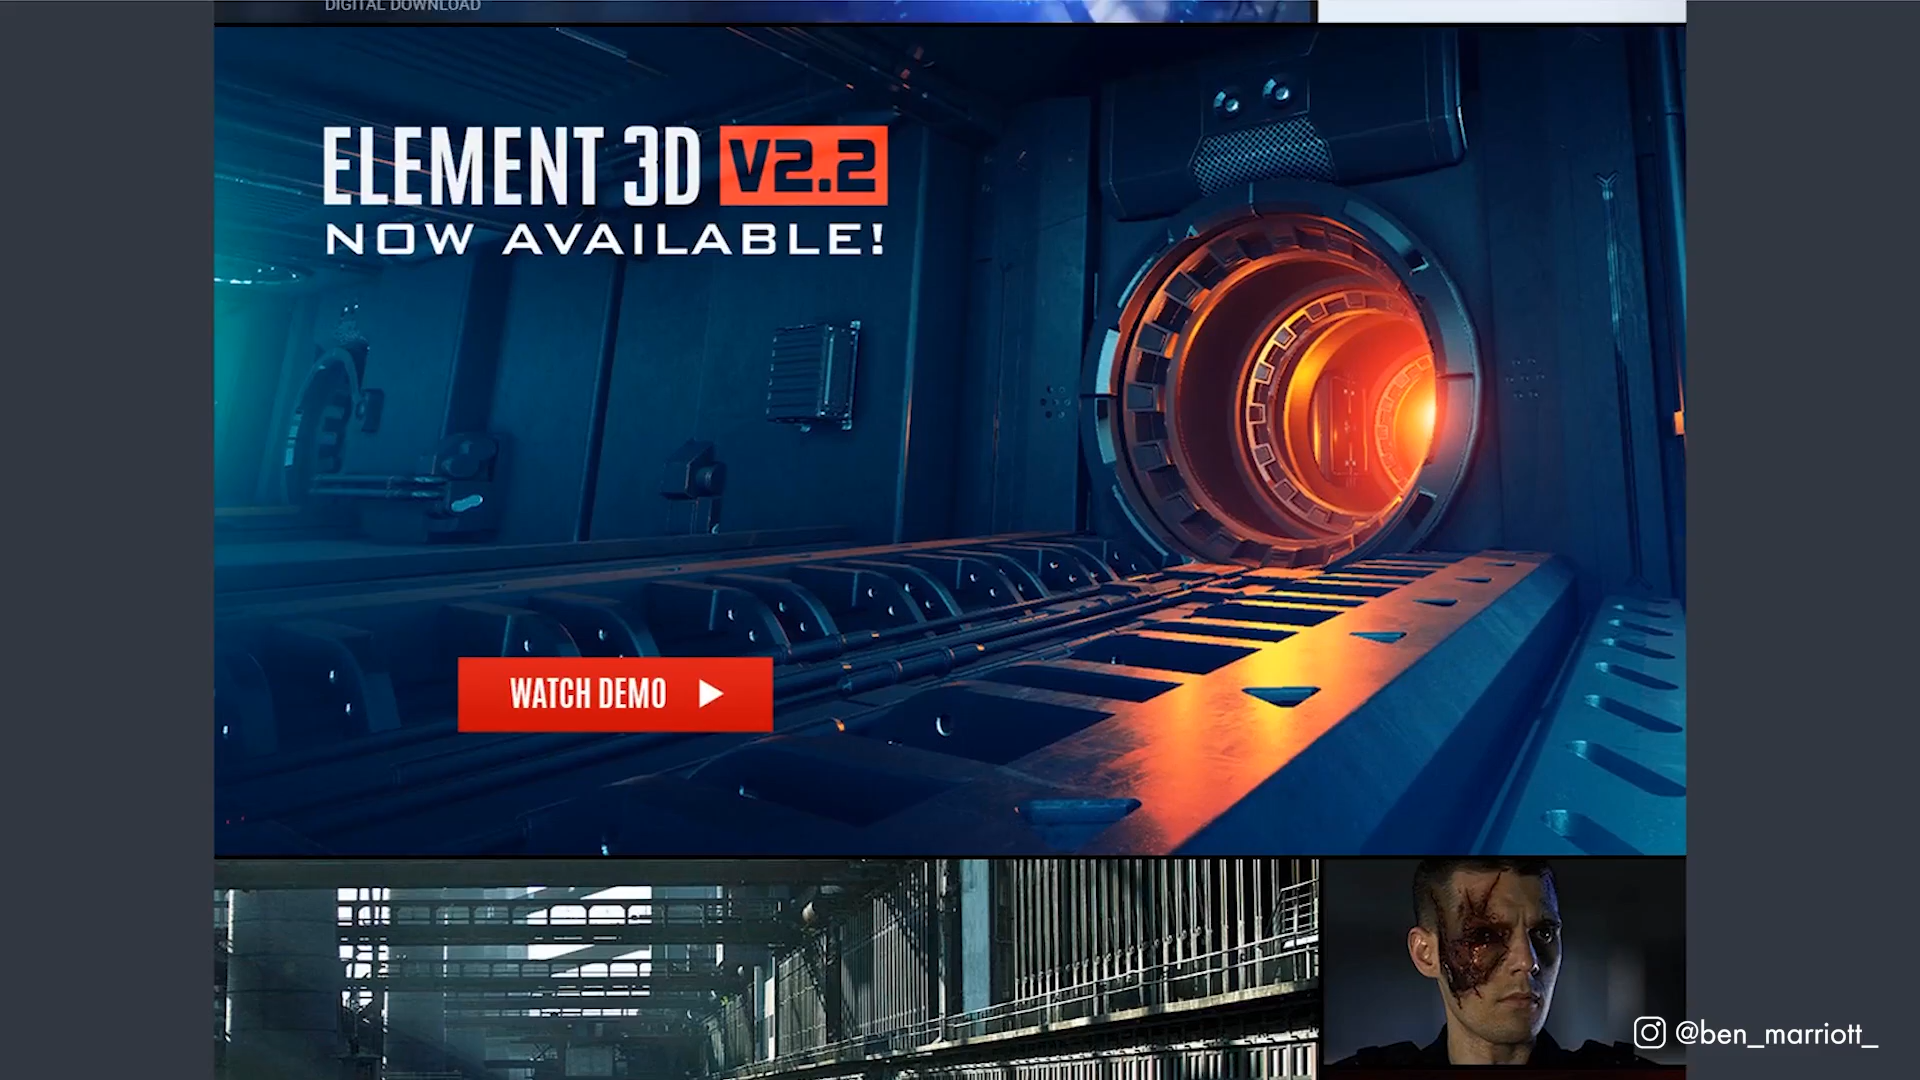 DIGITAL DOWNLOAD
ELEMENT 3D V2.2
NOW AVAILABLE!
WATCH DEMO
@ben_marriott_